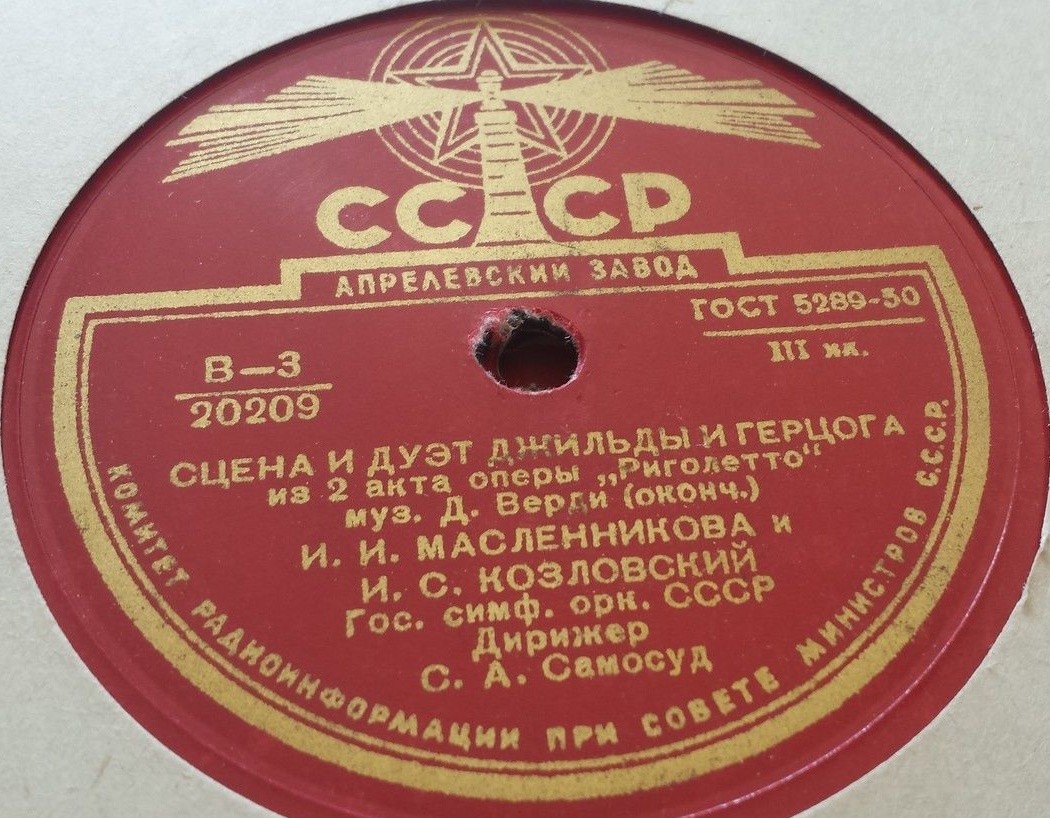 СССР
АПРЕЛЕВСКИЙ ЗАВОД
ГОСТ 5289-50
III кл.
В—3
20209
СЦЕНА И ДУЭТ ДЖИЛЬДЫ И ГЕРЦОГА
из 2 акта оперы „Риголетто“
муз. Д. Верди (оконч.)
И. И. МАСЛЕННИКОВА и
И. С. КОЗЛОВСКИЙ
Гос. симф. орк. СССР
Дирижер
С. А. Самосуд
КОМИТЕТ РАДИОИНФОРМАЦИИ ПРИ СОВЕТЕ МИНИСТРОВ С.С.С.Р.